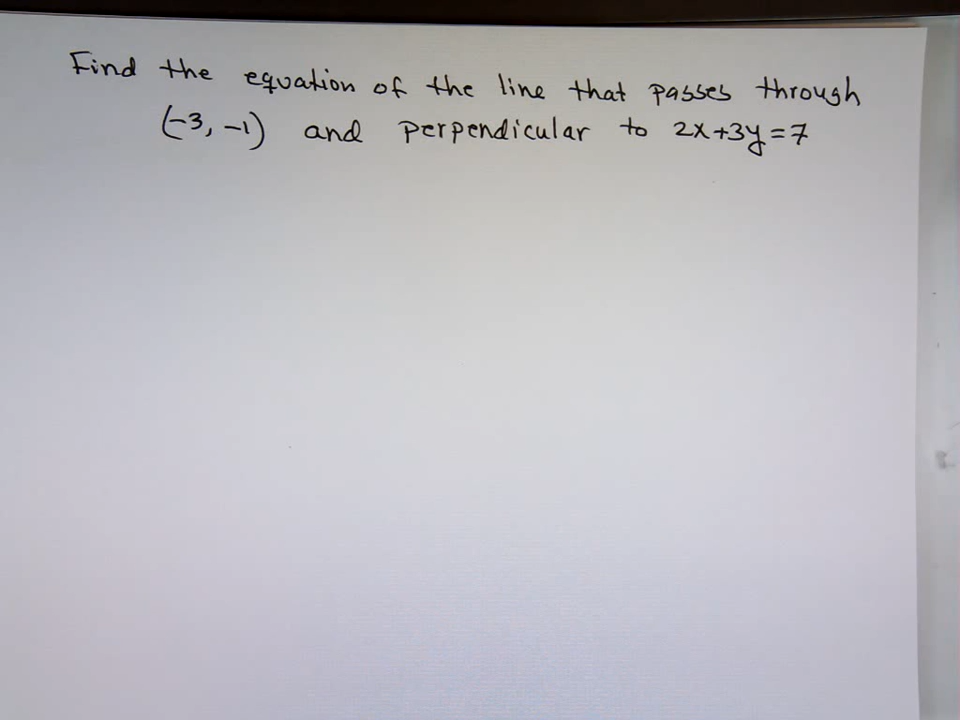 Find the equation of the line that passes through
(-3, -1) and perpendicular to 2x+3y=7